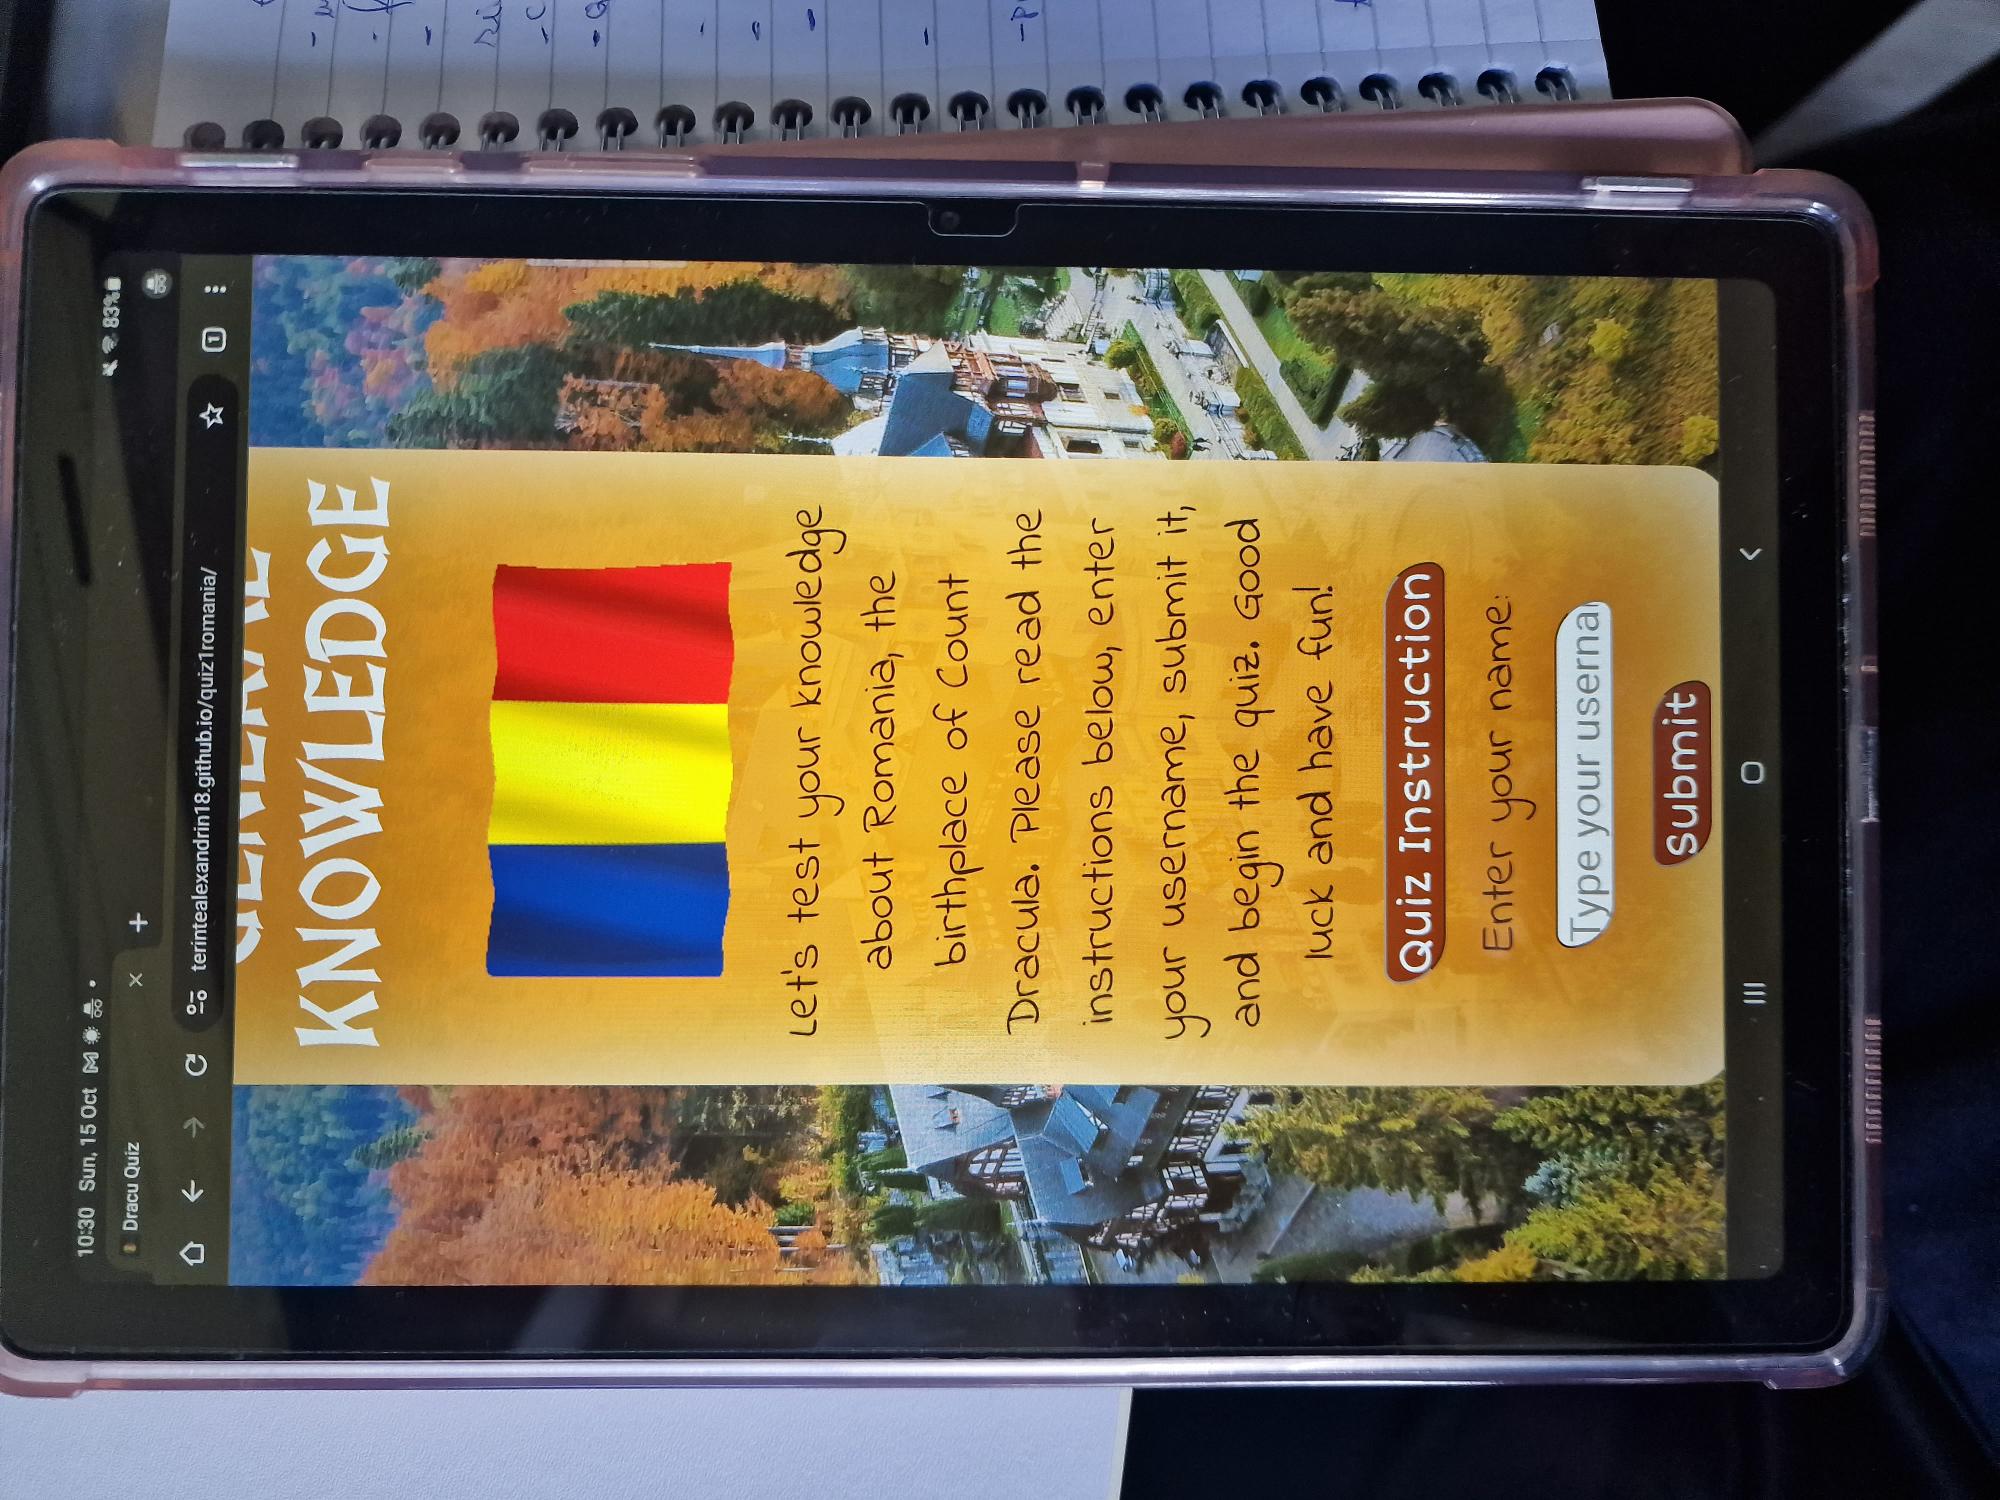 10:30 Sun, 15 Oct
83%
Dracu Quiz
terintealexandrin18.github.io/quiz1romania/
1
GENERAL
KNOWLEDGE
Let's test your knowledge
about Romania, the
birthplace of Count
Dracula. Please read the
instructions below, enter
your username, submit it,
and begin the quiz. Good
luck and have fun!
Quiz Instruction
Enter your name:
Type your userna
Submit